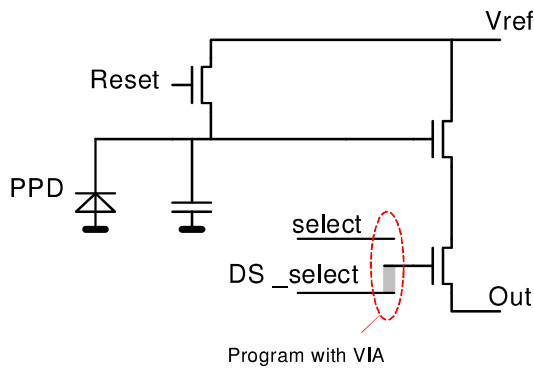 Vref
Reset
PPD
select
DS _select
Out
Program with VIA